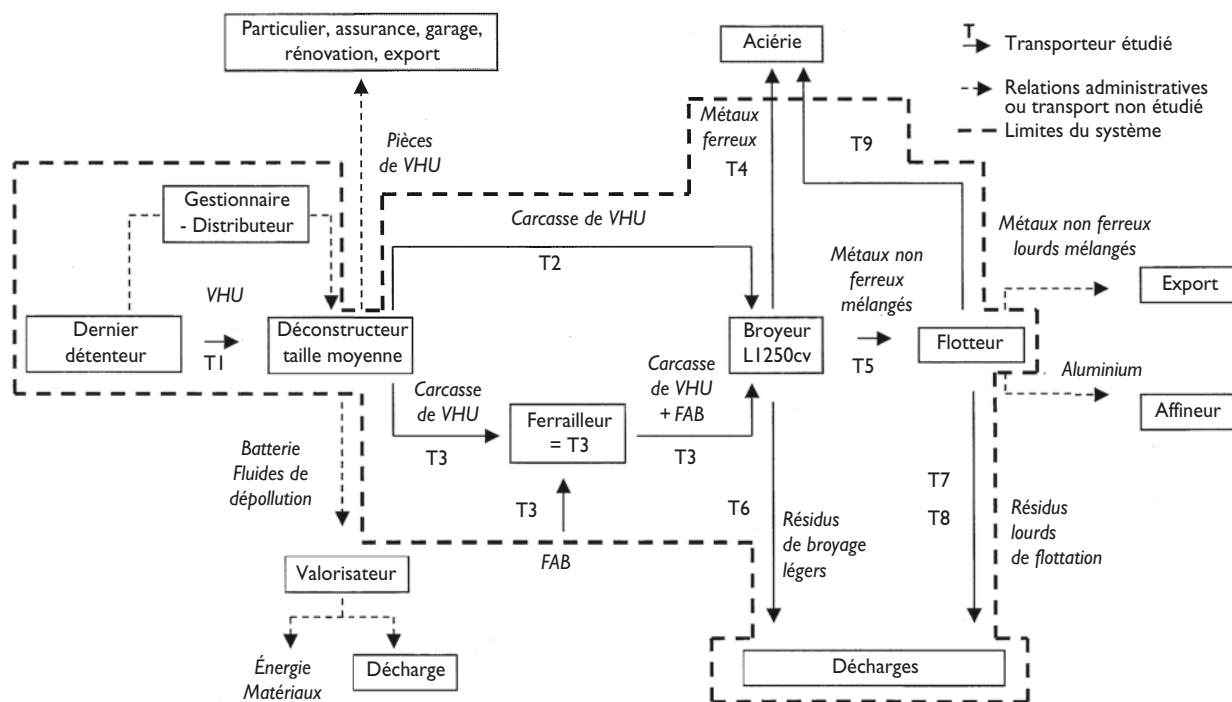 Particulier, assurance, garage,
rénovation, export
Aciérie
T
Transporteur étudié
Relations administratives
ou transport non étudié
Limites du système
Métaux
ferreux
T4
T9
Pièces
de VHU
Gestionnaire
- Distributeur
Carcasse de VHU
T2
Métaux non ferreux
lourds mélangés
Métaux non
ferreux
mélangés
Export
VHU
Dernier
détenteur
T1
Déconstructeur
taille moyenne
Broyeur
L1250cv
T5
Flotteur
Aluminium
Affineur
Carcasse
de VHU
T3
Ferrailleur
= T3
Carcasse
de VHU
+ FAB
T3
Batterie
Fluides de
dépollution
T3
FAB
T6
Résidus
de broyage
légers
T7
T8
Résidus
lourds
de flottation
Valorisateur
Énergie
Matériaux
Décharge
Décharges